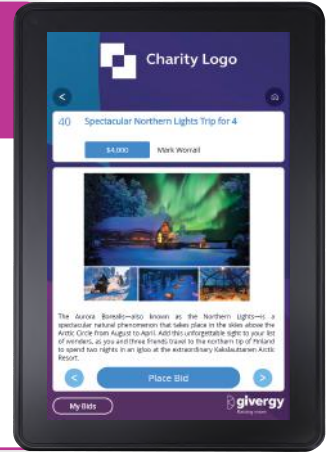 Charity Logo
40 Spectacular Northern Lights Trip for 4
$4,000 Mark Worrall
The Aurora Borealis—also known as the Northern Lights—is a
spectacular natural phenomenon that takes place in the skies above the
Arctic Circle from August to April. Add this unforgettable sight to your list
of wonders, as you and three friends travel to the northern tip of Finland
to spend two nights in an igloo at the extraordinary Kakslauttanen Arctic
Resort.
Place Bid
My Bids
givergy